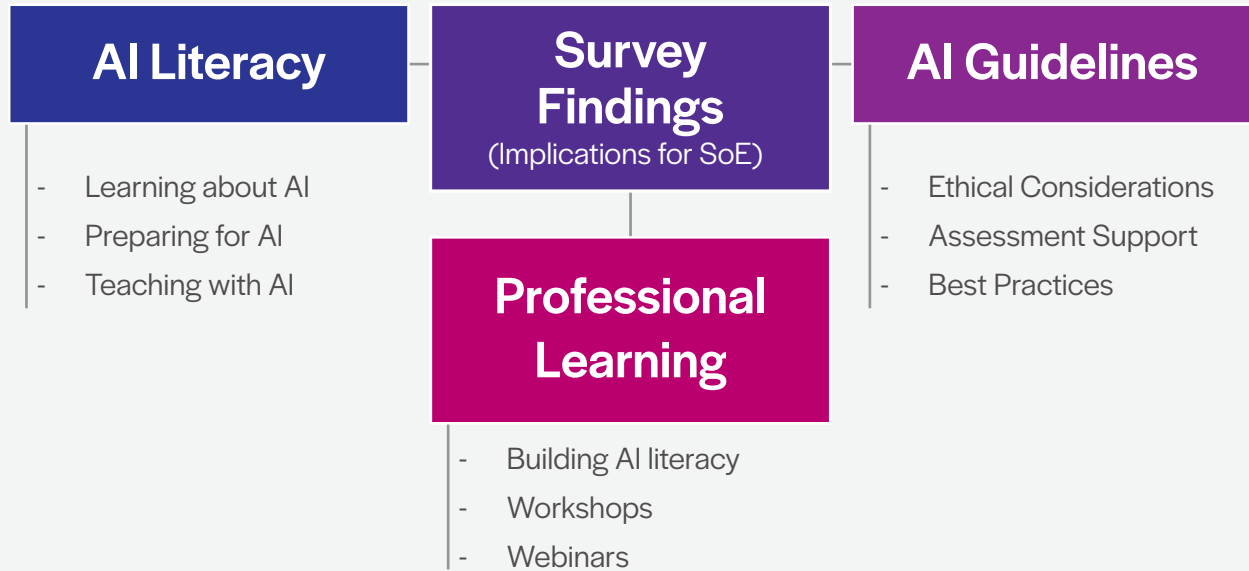 AI Literacy
- Learning about AI
- Preparing for AI
- Teaching with AI
Survey
Findings
(Implications for SoE)
Professional
Learning
- Building AI literacy
- Workshops
- Webinars
AI Guidelines
- Ethical Considerations
- Assessment Support
- Best Practices